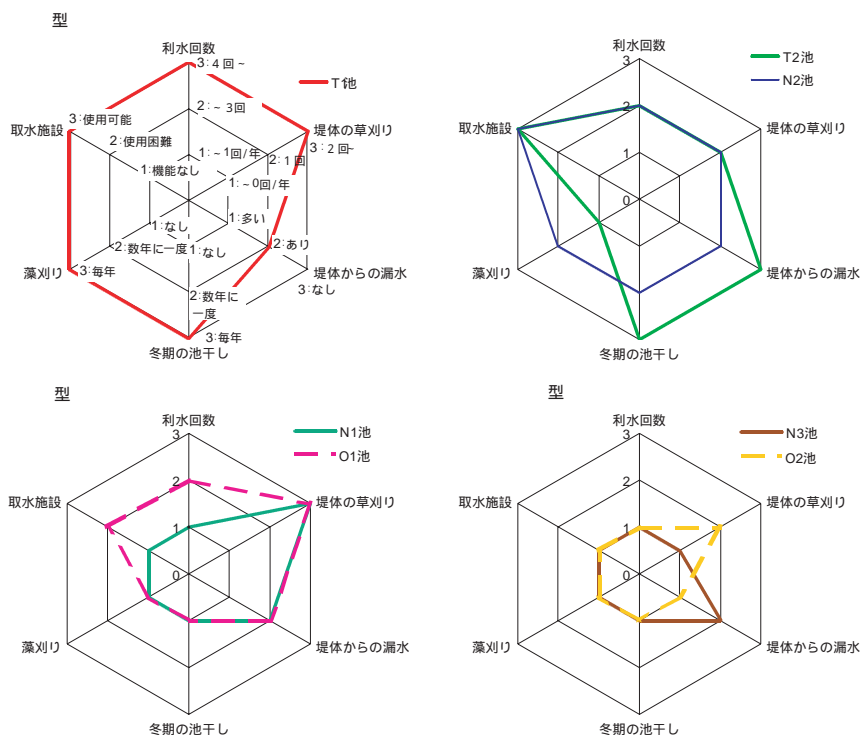 型
利水回数
3:4回~
T1池
3:使用可能
堤体の草刈り
取水施設
2:~3回
3:2回~
2:使用困難
1:~1回/年
2:1回
1:機能なし
1:~0回/年
1:なし
1:多い
2:数年に一度
1:なし
2:あり
藻刈り
3:毎年
堤体からの漏水
3:なし
2:数年に
一度
3:毎年
冬期の池干し
利水回数
3
T2池
N2池
取水施設
2
堤体の草刈り
1
0
藻刈り
堤体からの漏水
冬期の池干し
型
利水回数
3
N1池
O1池
取水施設
2
堤体の草刈り
1
0
藻刈り
堤体からの漏水
冬期の池干し
型
利水回数
3
N3池
O2池
取水施設
2
堤体の草刈り
1
0
藻刈り
堤体からの漏水
冬期の池干し